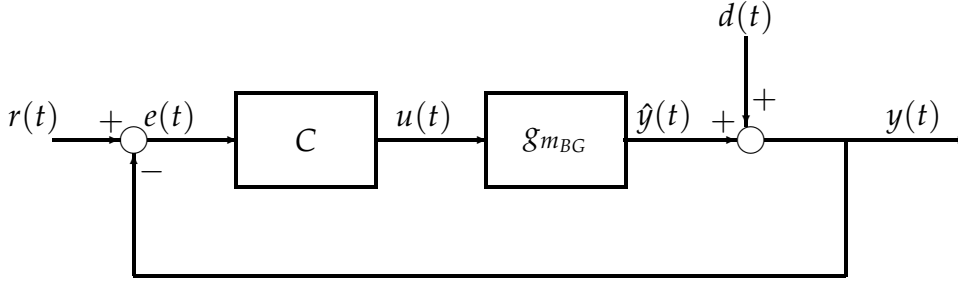 d(t)
r(t) + e(t) C u(t) g_{m_{BG}} ŷ(t) + + y(t)
−